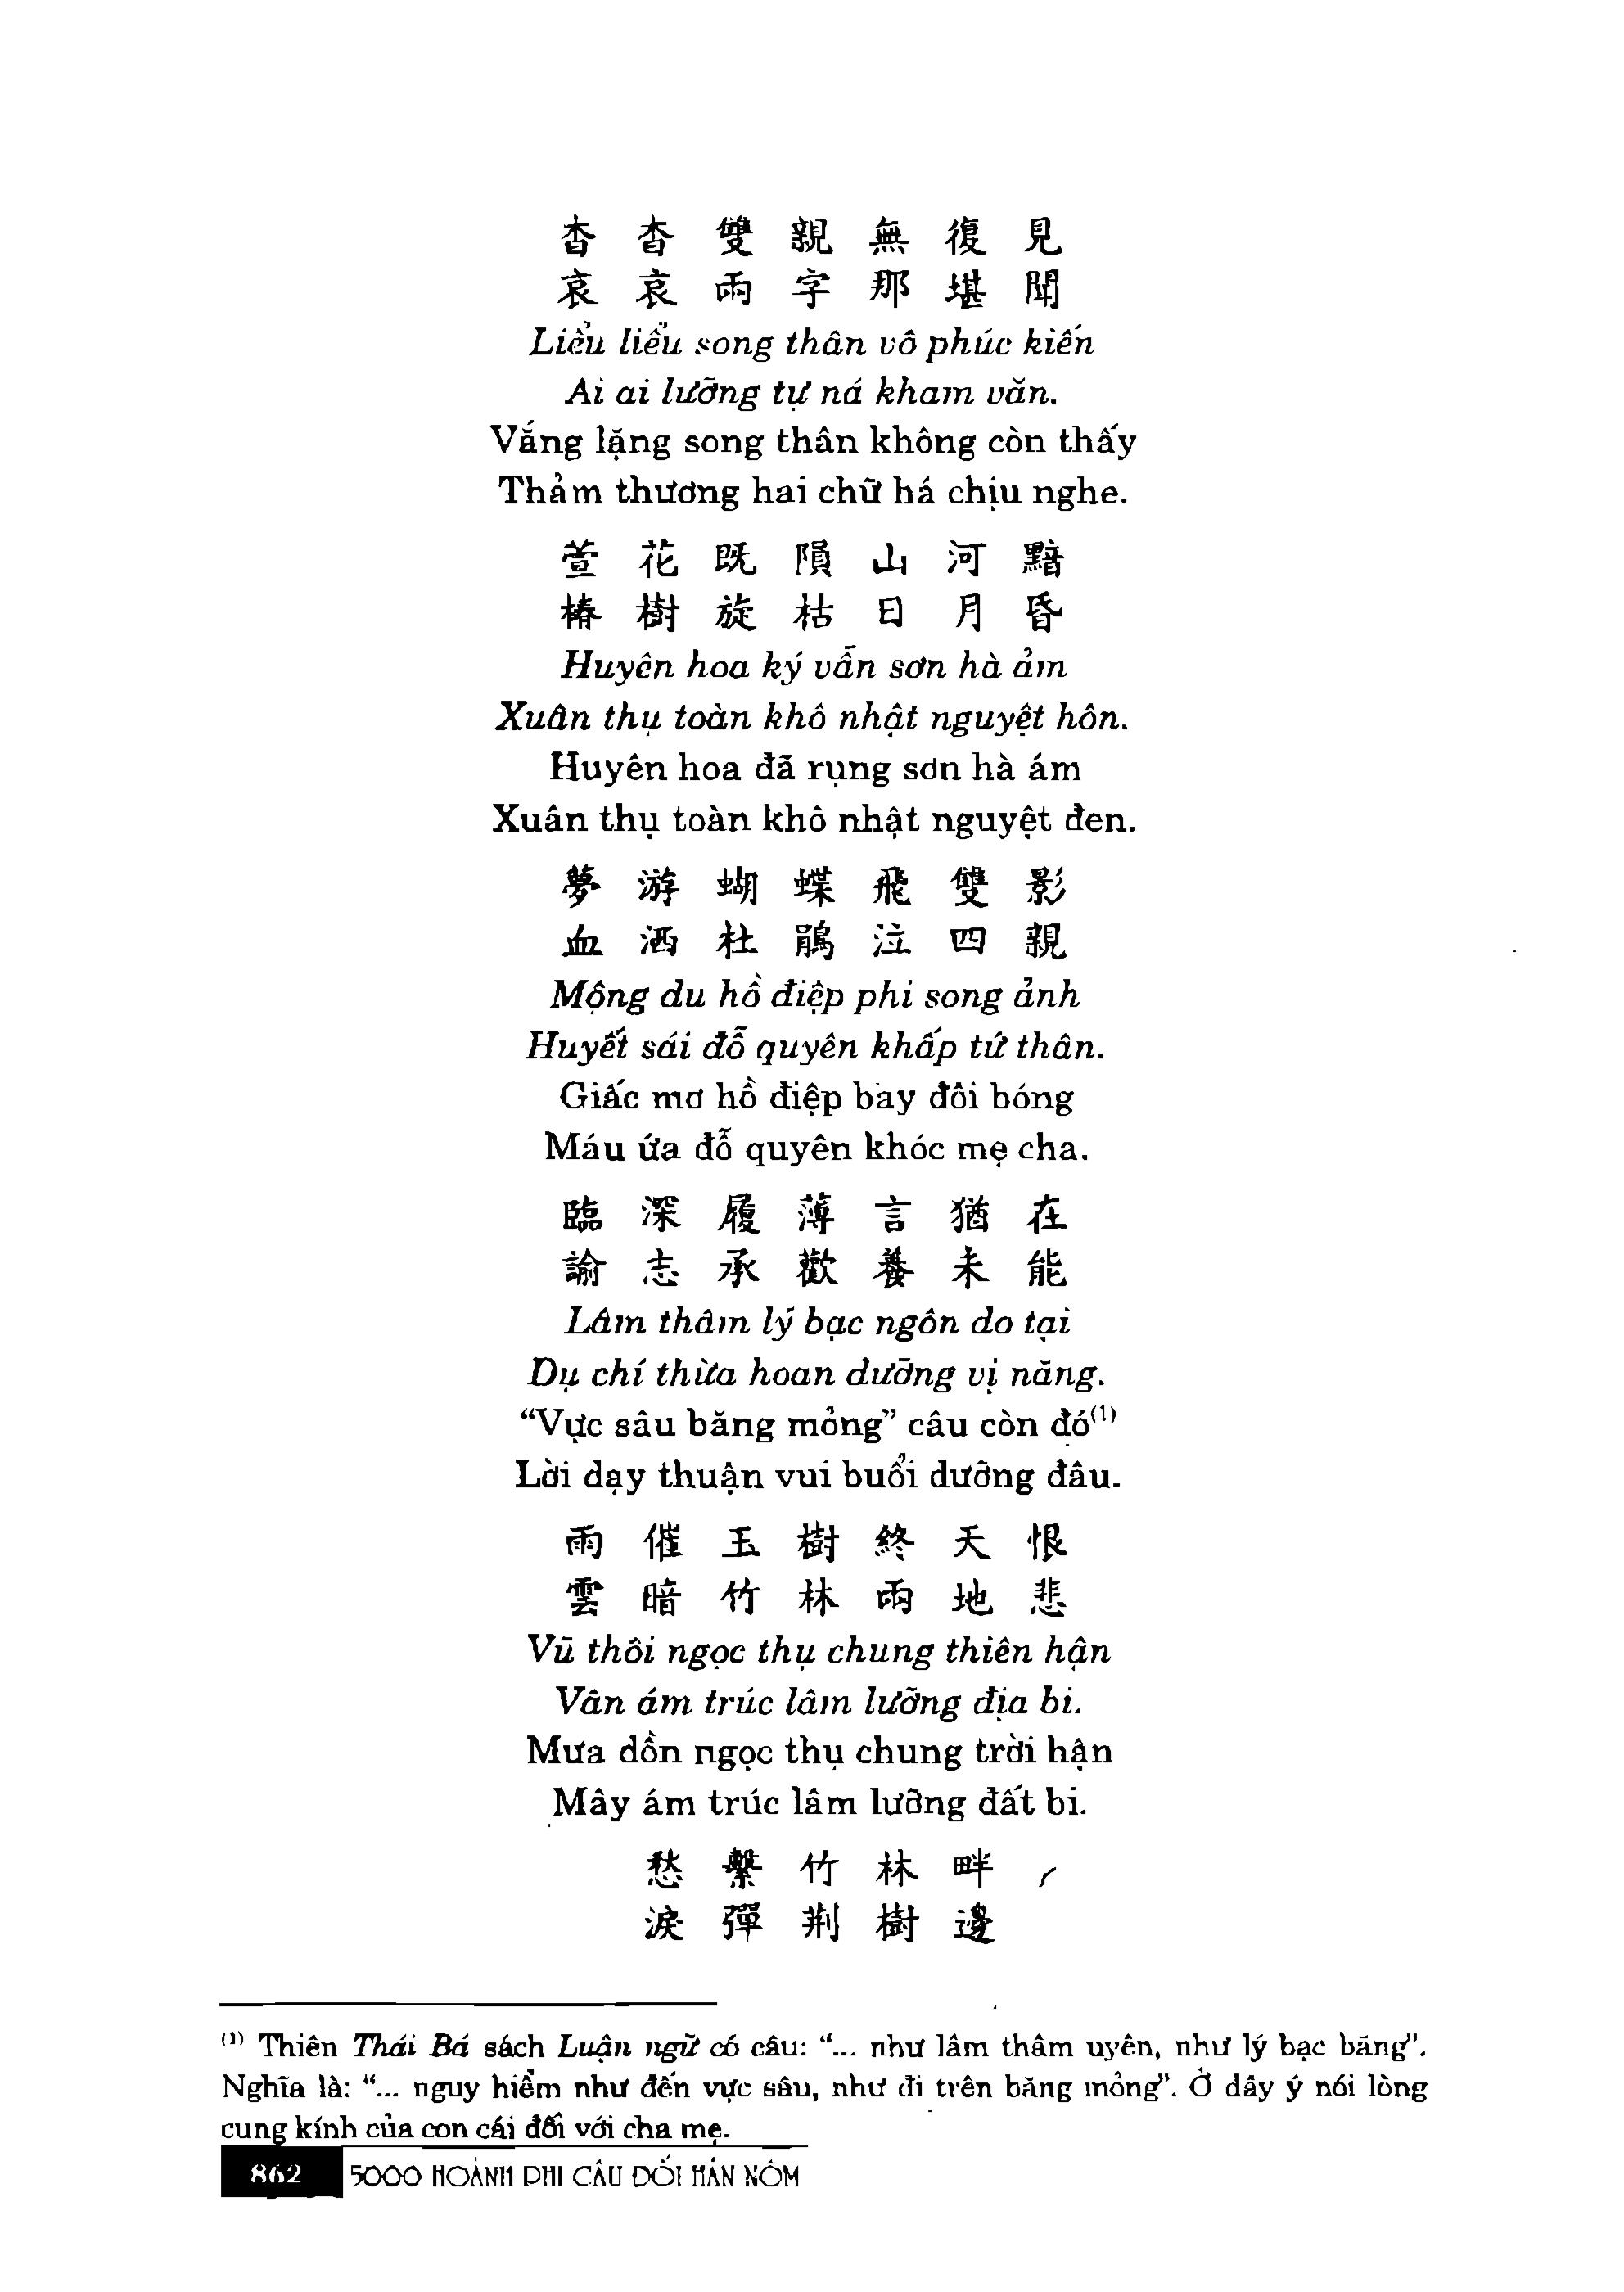 杳杳雙親無復見
哀哀兩字那堪聞
Liểu liểu song thân vô phúc kiến
Ai ai lưỡng tự ná kham văn.
Vắng lặng song thân không còn thấy
Thảm thương hai chữ há chịu nghe.
萱花既隕山河黯
椿樹旋枯日月昏
Huyên hoa ký vẫn sơn hà ảm
Xuân thụ toàn khô nhật nguyệt hôn.
Huyên hoa đã rụng sơn hà ám
Xuân thụ toàn khô nhật nguyệt đen.
夢游蝴蝶飛雙影
血洒杜鵑泣四親
Mộng du hồ điệp phi song ảnh
Huyết sái đỗ quyên khấp tứ thân.
Giấc mơ hồ điệp bay đôi bóng
Máu ứa đỗ quyên khóc mẹ cha.
臨深履薄言猶在
諭志承歡養未能
Lâm thâm lý bạc ngôn do tại
Dụ chí thừa hoan dưỡng vị năng.
“Vực sâu băng mỏng” câu còn đó(1)
Lời dạy thuận vui buổi dưỡng đâu.
雨催玉樹終天恨
雲暗竹林兩地悲
Vũ thôi ngọc thụ chung thiên hận
Vân ám trúc lâm lưỡng địa bi.
Mưa dồn ngọc thụ chung trời hận
Mây ám trúc lâm lưỡng đất bi.
愁繫竹林畔
淚彈荆樹邊
(1) Thiên Thái Bá sách Luận ngữ có câu: “... như lâm thâm uyên, như lý bạc băng”.
Nghĩa là: “... nguy hiểm như đến vực sâu, như đi trên băng mỏng”. Ở đây ý nói lòng
cung kính của con cái đối với cha mẹ.
862 5000 HOÀNH PHI CÂU ĐỐI HÁN NÔM